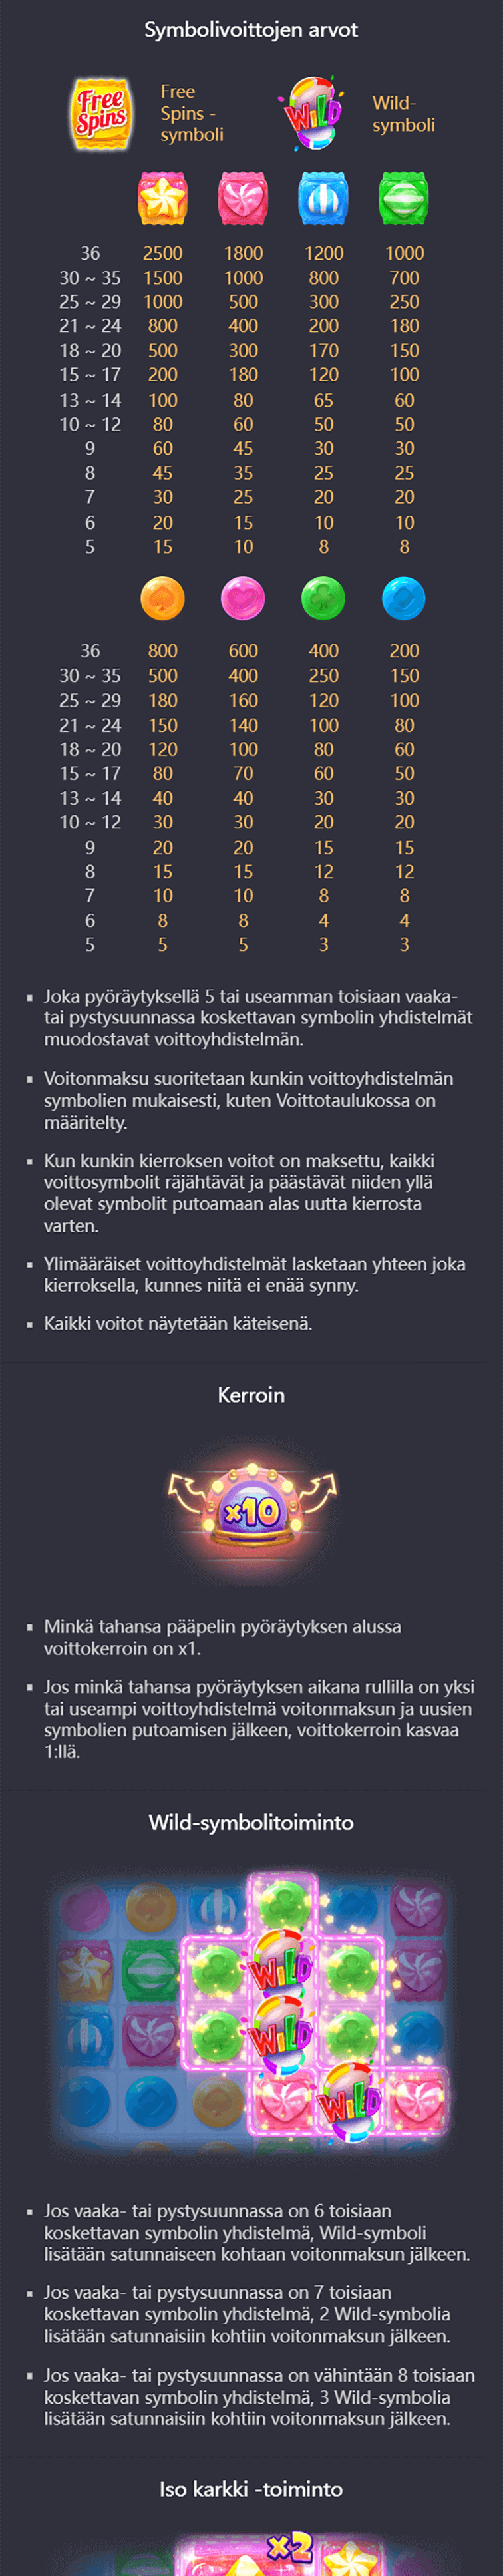 Symbolivoittojen arvot
Free Spins
Free
Spins -
symboli
WILD
Wild-
symboli
36 2500 1800 1200 1000
30 ~ 35 1500 1000 800 700
25 ~ 29 1000 500 300 250
21 ~ 24 800 400 200 180
18 ~ 20 500 300 170 150
15 ~ 17 200 180 120 100
13 ~ 14 100 80 65 60
10 ~ 12 80 60 50 50
9 60 45 30 30
8 45 35 25 25
7 30 25 20 20
6 20 15 10 10
5 15 10 8 8
36 800 600 400 200
30 ~ 35 500 400 250 150
25 ~ 29 180 160 120 100
21 ~ 24 150 140 100 80
18 ~ 20 120 100 80 60
15 ~ 17 80 70 60 50
13 ~ 14 40 40 30 30
10 ~ 12 30 30 20 20
9 20 20 15 15
8 15 15 12 12
7 10 10 8 8
6 8 8 4 4
5 5 5 3 3
▪ Joka pyöräytyksellä 5 tai useamman toisiaan vaaka-
tai pystysuunnassa koskettavan symbolin yhdistelmät
muodostavat voittoyhdistelmän.
▪ Voitonmaksu suoritetaan kunkin voittoyhdistelmän
symbolien mukaisesti, kuten Voittotaulukossa on
määritelty.
▪ Kun kunkin kierroksen voitot on maksettu, kaikki
voittosymbolit räjähtävät ja päästävät niiden yllä
olevat symbolit putoamaan alas uutta kierrosta
varten.
▪ Ylimääräiset voittoyhdistelmät lasketaan yhteen joka
kierroksella, kunnes niitä ei enää synny.
▪ Kaikki voitot näytetään käteisenä.
Kerroin
x10
▪ Minkä tahansa pääpelin pyöräytyksen alussa
voittokerroin on x1.
▪ Jos minkä tahansa pyöräytyksen aikana rullilla on yksi
tai useampi voittoyhdistelmä voitonmaksun ja uusien
symbolien putoamisen jälkeen, voittokerroin kasvaa
1:llä.
Wild-symbolitoiminto
WILD
WILD
WILD
▪ Jos vaaka- tai pystysuunnassa on 6 toisiaan
koskettavan symbolin yhdistelmä, Wild-symboli
lisätään satunnaiseen kohtaan voitonmaksun jälkeen.
▪ Jos vaaka- tai pystysuunnassa on 7 toisiaan
koskettavan symbolin yhdistelmä, 2 Wild-symbolia
lisätään satunnaisiin kohtiin voitonmaksun jälkeen.
▪ Jos vaaka- tai pystysuunnassa on vähintään 8 toisiaan
koskettavan symbolin yhdistelmä, 3 Wild-symbolia
lisätään satunnaisiin kohtiin voitonmaksun jälkeen.
Iso karkki -toiminto
x2